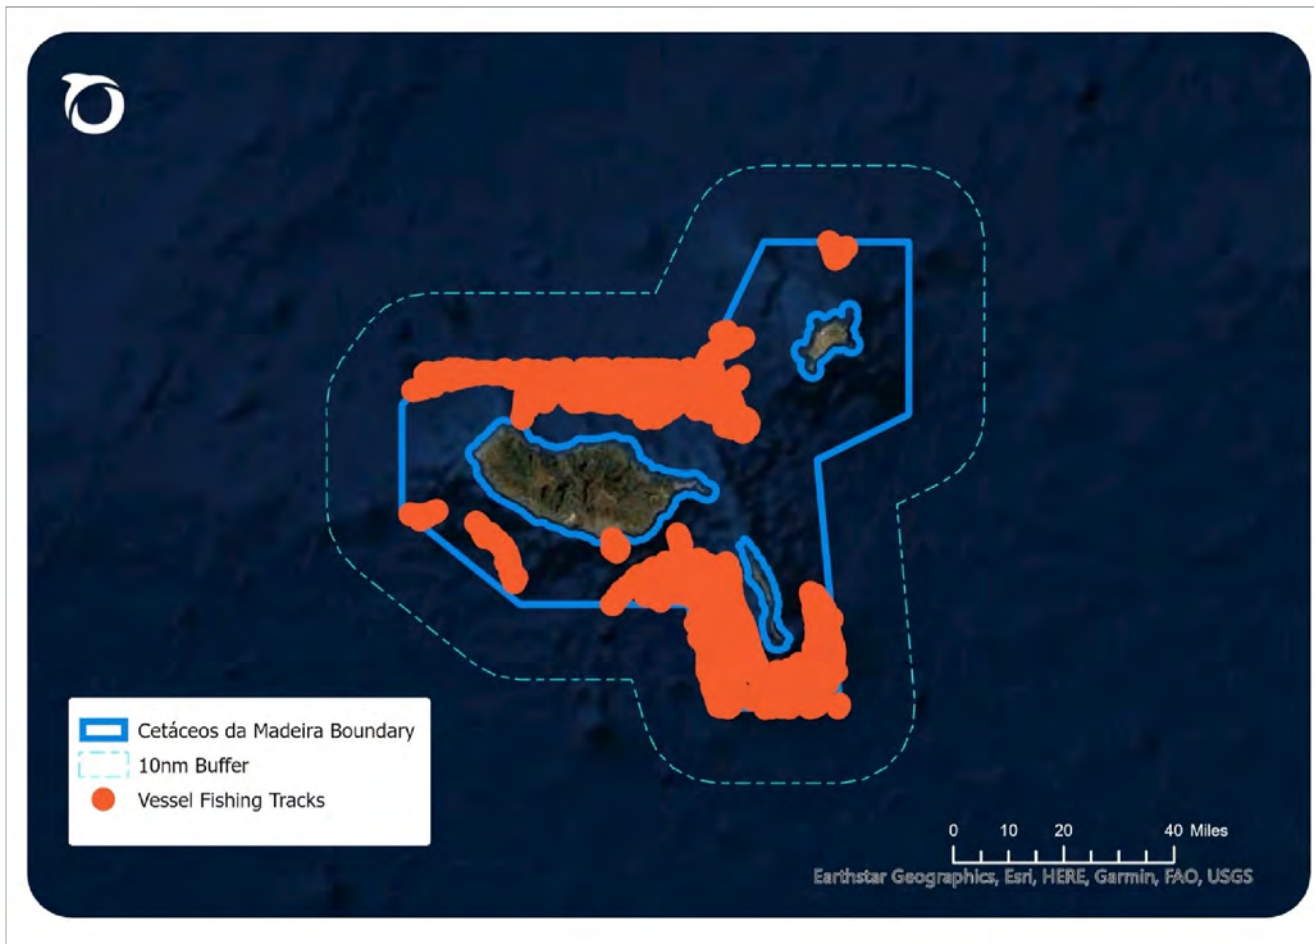 Cetáceos da Madeira Boundary
10nm Buffer
Vessel Fishing Tracks
0 10 20 40 Miles
Earthstar Geographics, Esri, HERE, Garmin, FAO, USGS